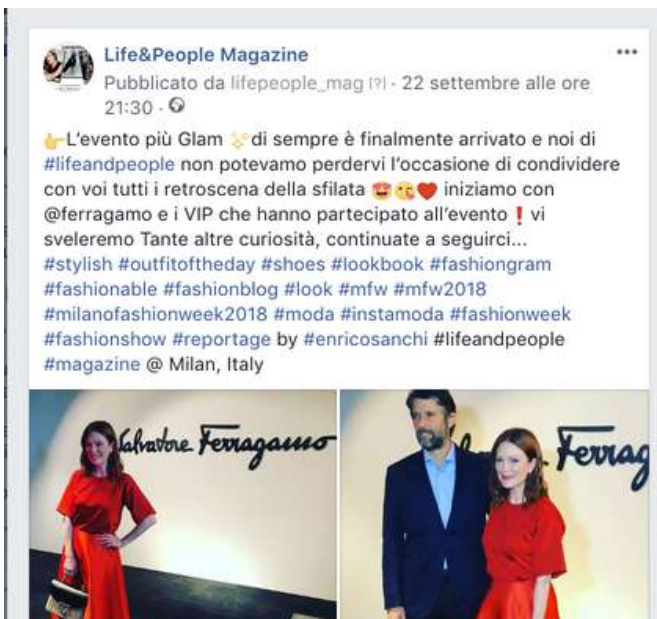 Life&People Magazine
Pubblicato da lifepeople_mag [?] · 22 settembre alle ore
21:30 ·
👉L'evento più Glam ✨di sempre è finalmente arrivato e noi di
#lifeandpeople non potevamo perdervi l'occasione di condividere
con voi tutti i retroscena della sfilata 😍😘❤️ iniziamo con
@ferragamo e i VIP che hanno partecipato all'evento❗vi
sveleremo Tante altre curiosità, continuate a seguirci...
#stylish #outfitoftheday #shoes #lookbook #fashiongram
#fashionable #fashionblog #look #mfw #mfw2018
#milanofashionweek2018 #moda #instamoda #fashionweek
#fashionshow #reportage by #enricosanchi #lifeandpeople
#magazine @ Milan, Italy
Salvatore Ferragamo
Salvatore Ferrag